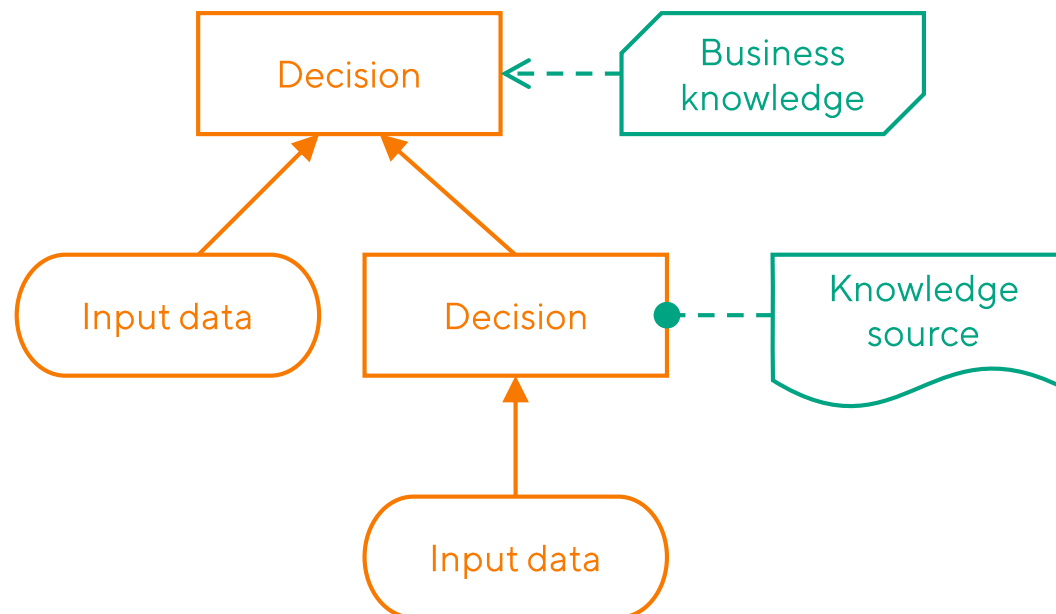 Decision
Business
knowledge
Input data
Decision
Knowledge
source
Input data